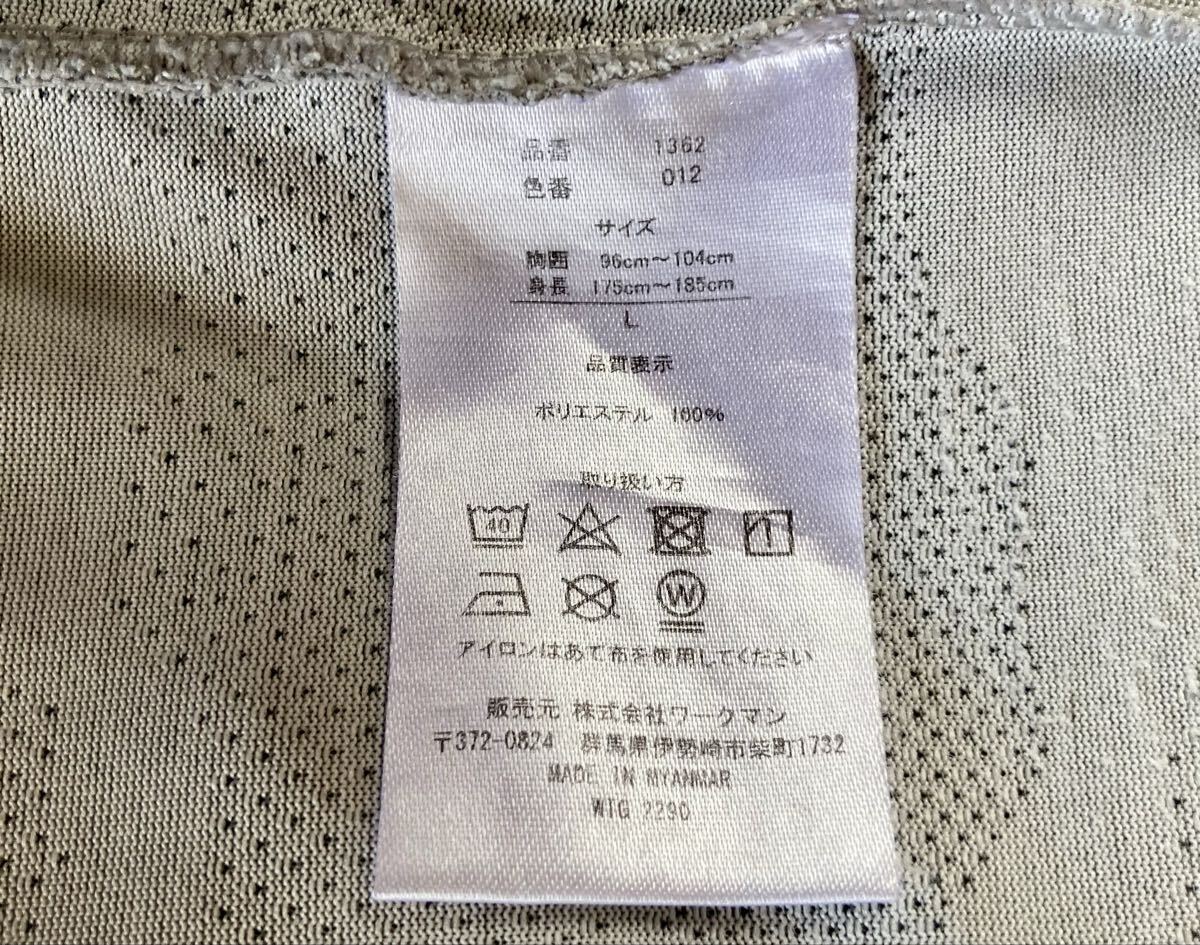 品番 1362
色番 012
サイズ
胸囲 96cm～104cm
身長 175cm～185cm
L
品質表示
ポリエステル 100%
取り扱い方
40
W
アイロンはあて布を使用してください
販売元 株式会社ワークマン
〒372-0824 群馬県伊勢崎市柴町1732
MADE IN MYANMAR
WTG 2290